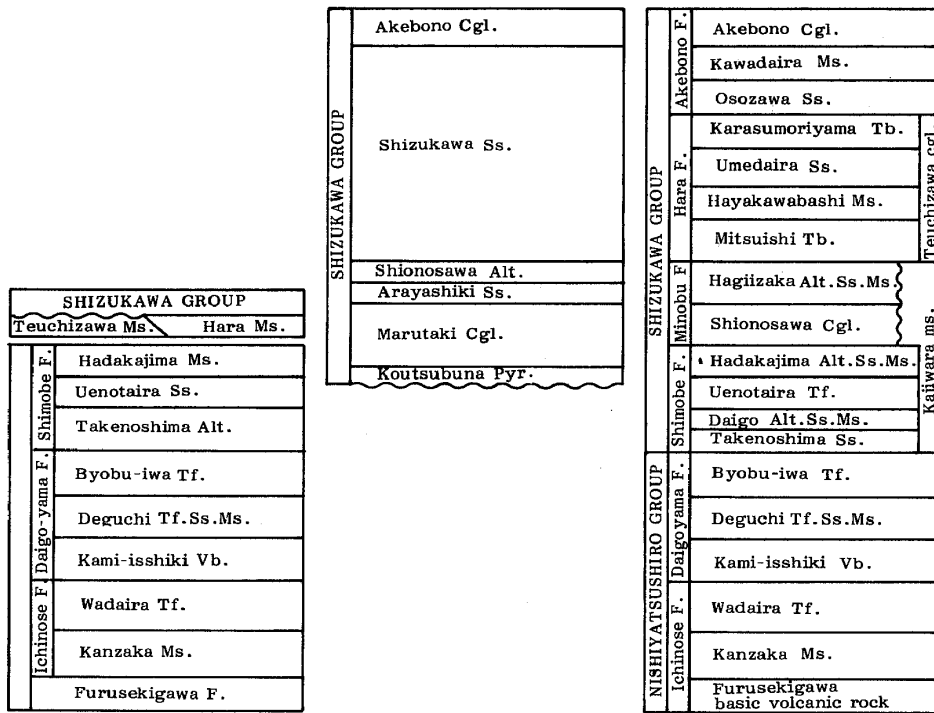 SHIZUKAWA GROUP
Teuchizawa Ms.
Hara Ms.
Shimobe F.
Hadakajima Ms.
Uenotaira Ss.
Takenoshima Alt.
Daigo-yama F.
Byobu-iwa Tf.
Deguchi Tf.Ss.Ms.
Kami-isshiki Vb.
Ichinose F.
Wadaira Tf.
Kanzaka Ms.
Furusekigawa F.
SHIZUKAWA GROUP
Akebono Cgl.
Shizukawa Ss.
Shionosawa Alt.
Arayashiki Ss.
Marutaki Cgl.
Koutsubuna Pyr.
SHIZUKAWA GROUP
Akebono F.
Akebono Cgl.
Kawadaira Ms.
Osozawa Ss.
Hara F.
Karasumoriyama Tb.
Umedaira Ss.
Hayakawabashi Ms.
Mitsuishi Tb.
Teuchizawa cgl.
Minobu F
Hagiizaka Alt.Ss.Ms.
Shionosawa Cgl.
Shimobe F.
Hadakajima Alt.Ss.Ms.
Uenotaira Tf.
Daigo Alt.Ss.Ms.
Takenoshima Ss.
Kajiwara ms.
NISHIYATSUSHIRO GROUP
Daigoyama F.
Byobu-iwa Tf.
Deguchi Tf.Ss.Ms.
Kami-isshiki Vb.
Ichinose F.
Wadaira Tf.
Kanzaka Ms.
Furusekigawa
basic volcanic rock